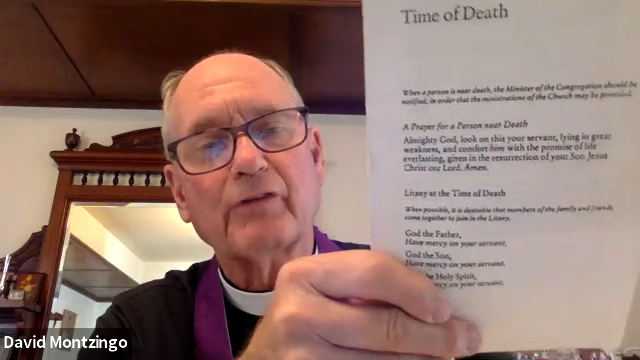 Time of Death
When a person is near death, the Minister of the Congregation should be
notified, in order that the ministrations of the Church may be provided.
A Prayer for a Person near Death
Almighty God, look on this your servant, lying in great
weakness, and comfort him with the promise of life
everlasting, given in the resurrection of your Son Jesus
Christ our Lord. Amen.
Litany at the Time of Death
When possible, it is desirable that members of the family and friends
come together to join in the Litany.
God the Father,
Have mercy on your servant.
God the Son,
Have mercy on your servant.
the Holy Spirit,
mercy on your servant.
David Montzingo